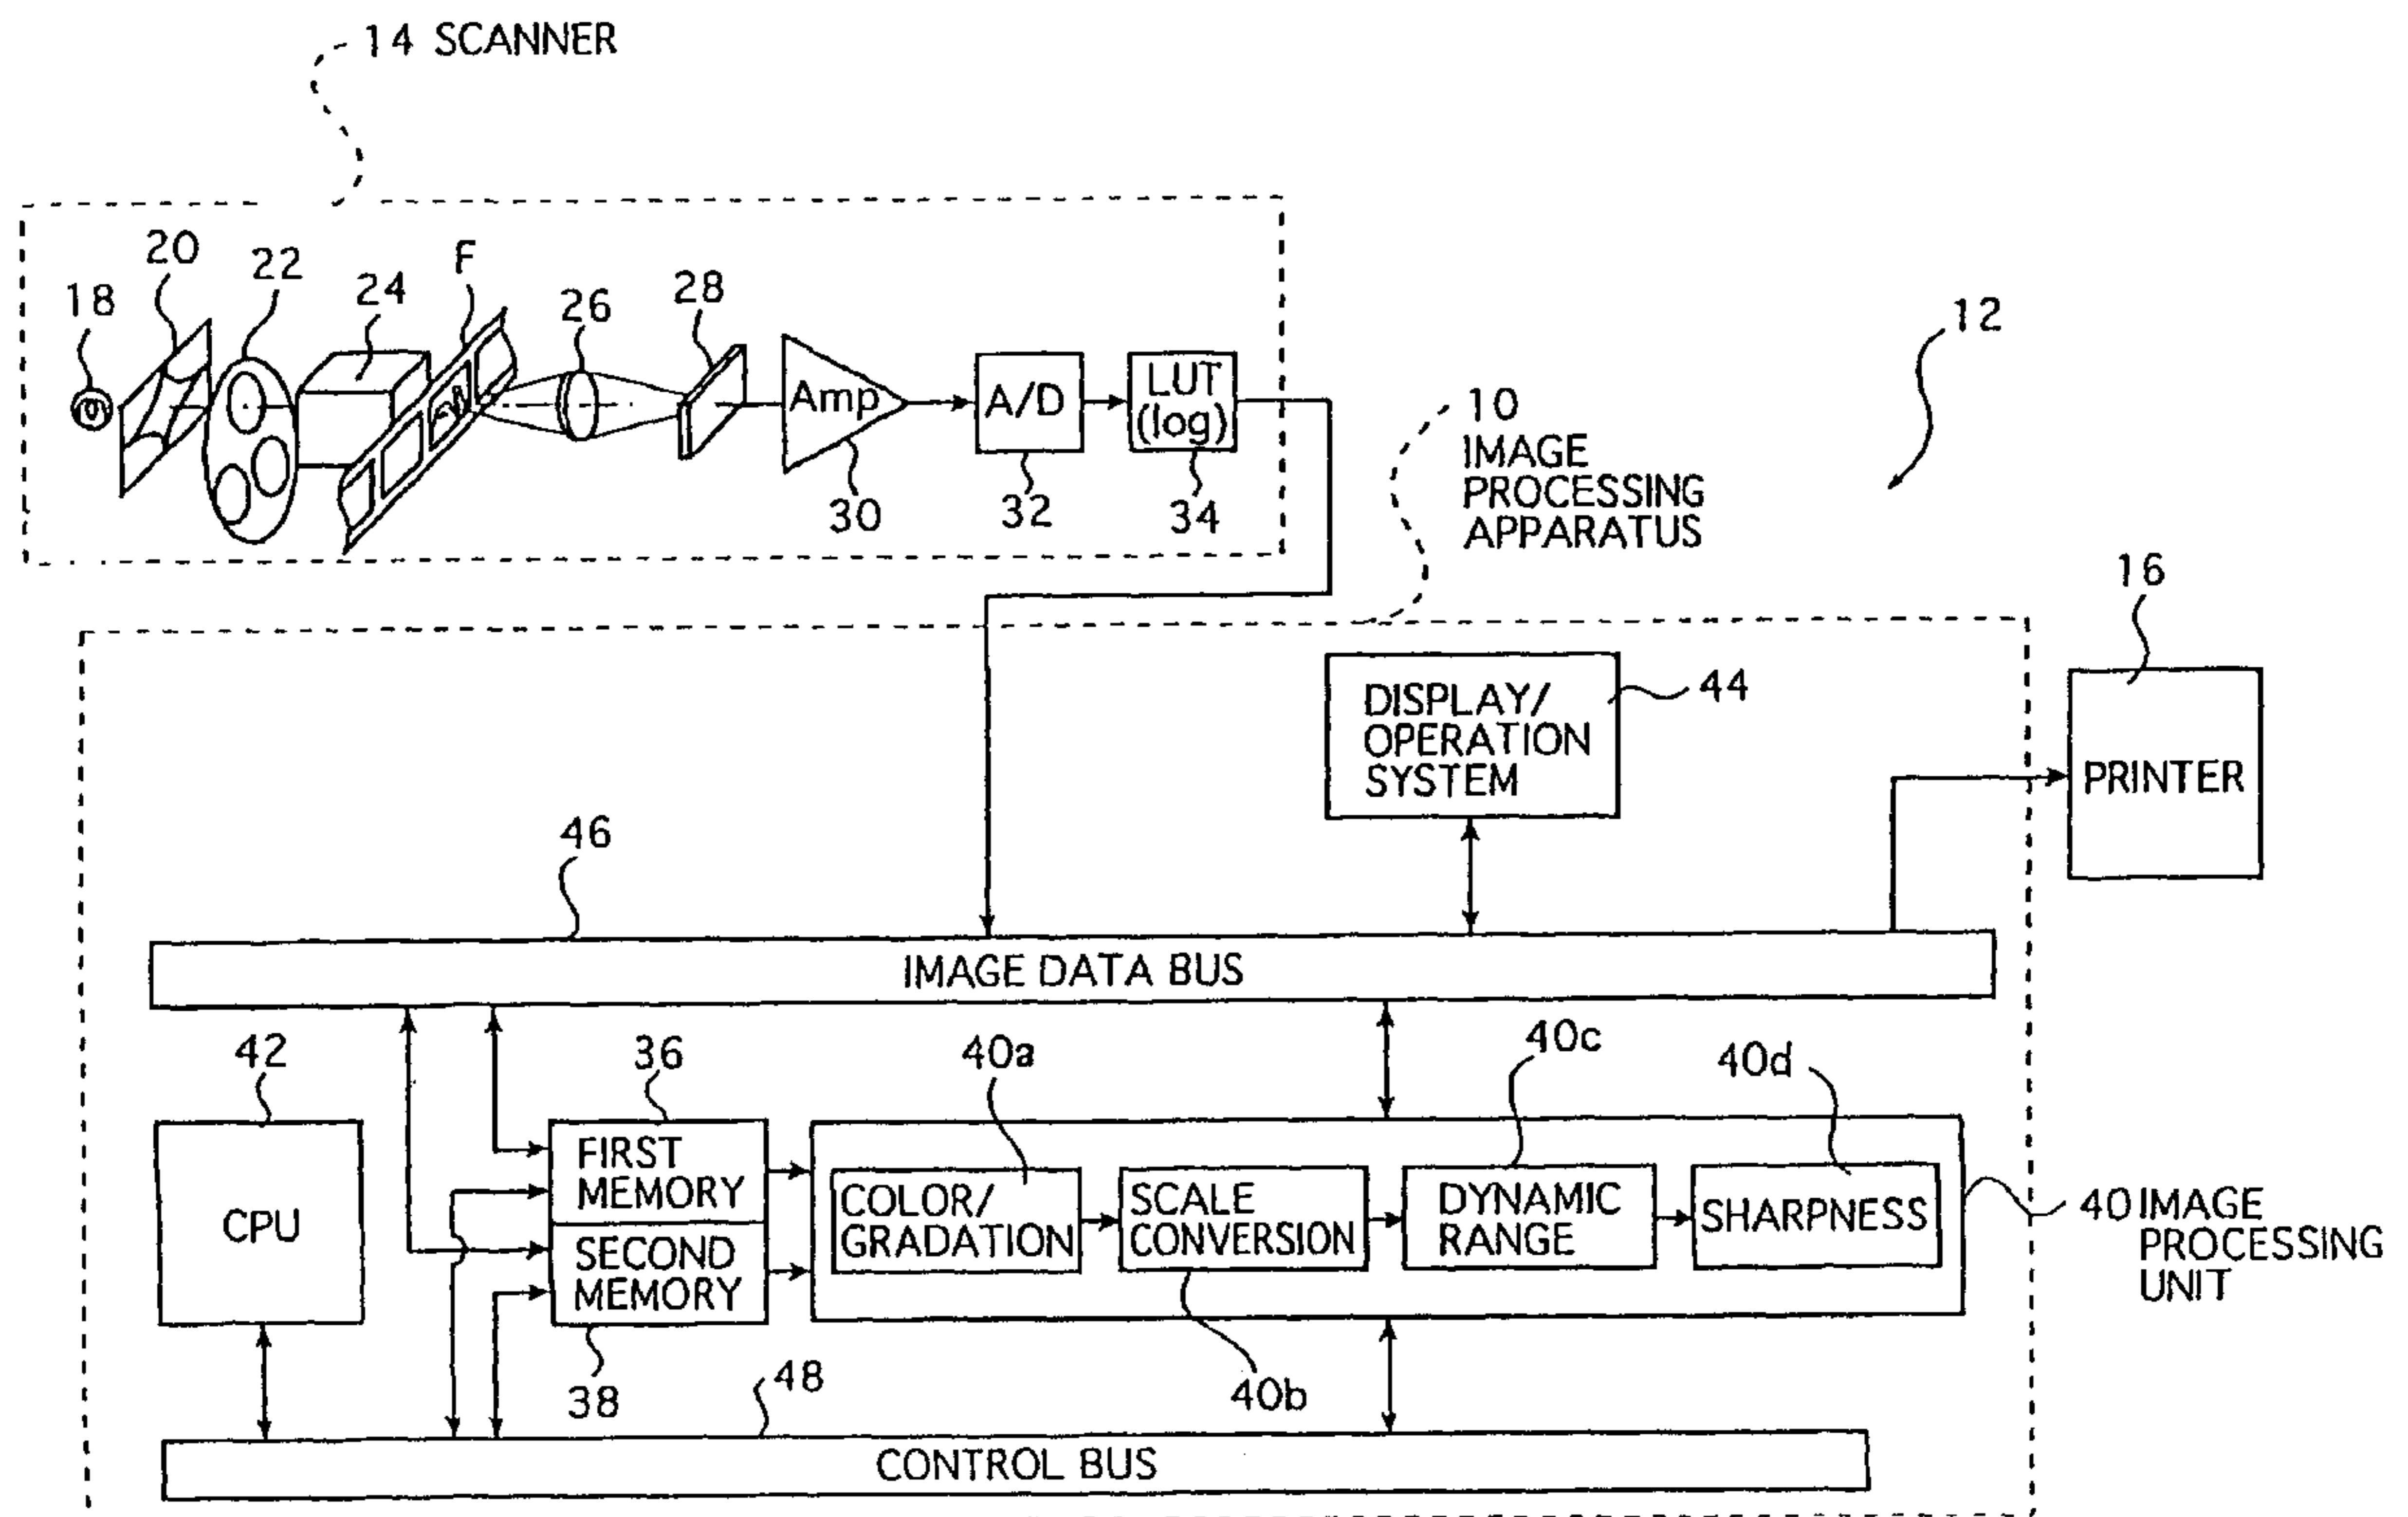 14 SCANNER
20
22
F
18
24
26
28
12
Amp
A/D
LUT
(log)
10
IMAGE
PROCESSING
APPARATUS
30
32
34
16
DISPLAY/
OPERATION
SYSTEM
44
PRINTER
46
IMAGE DATA BUS
42
36
40a
40c
40d
CPU
FIRST
MEMORY
SECOND
MEMORY
COLOR/
GRADATION
SCALE
CONVERSION
DYNAMIC
RANGE
SHARPNESS
40 IMAGE
PROCESSING
UNIT
38
48
40b
CONTROL BUS